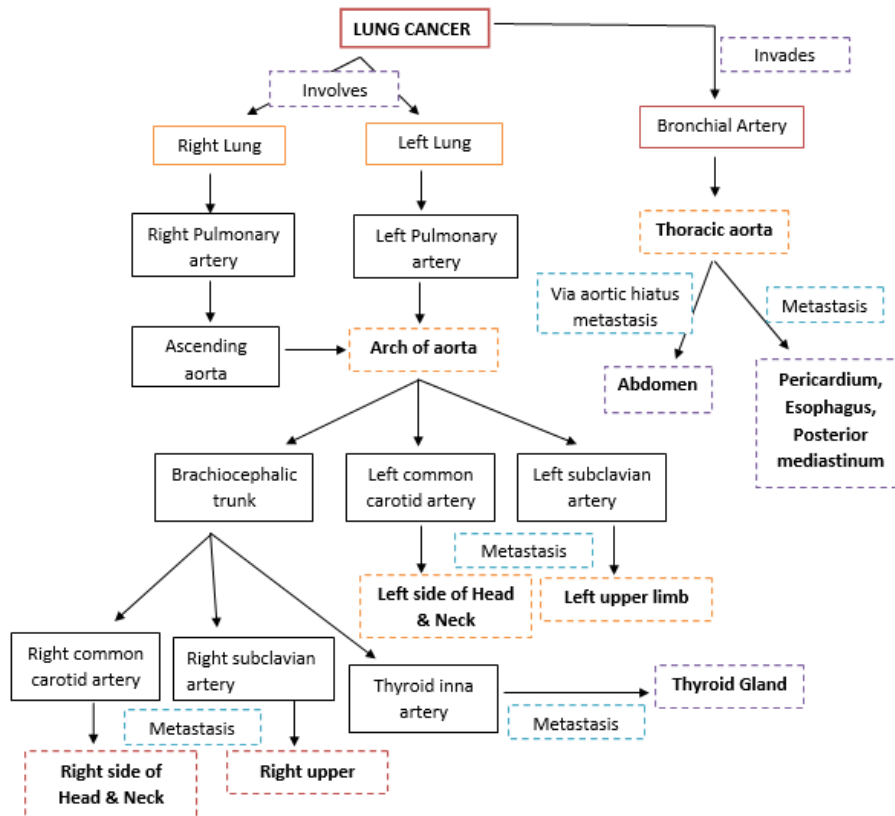 LUNG CANCER
Invades
Involves
Right Lung
Left Lung
Bronchial Artery
Right Pulmonary
artery
Left Pulmonary
artery
Thoracic aorta
Via aortic hiatus
metastasis
Metastasis
Ascending
aorta
Arch of aorta
Abdomen
Pericardium,
Esophagus,
Posterior
mediastinum
Brachiocephalic
trunk
Left common
carotid artery
Left subclavian
artery
Metastasis
Left side of Head
& Neck
Left upper limb
Right common
carotid artery
Right subclavian
artery
Thyroid inna
artery
Thyroid Gland
Metastasis
Metastasis
Right side of
Head & Neck
Right upper